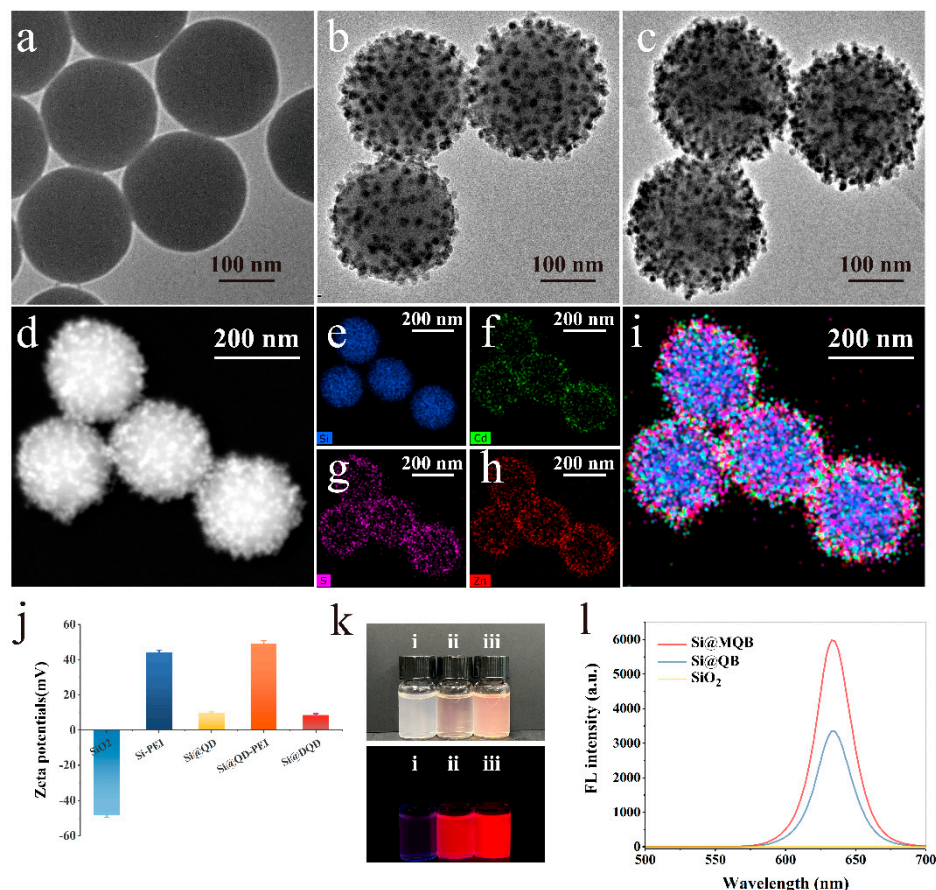 a
b
c
100 nm
100 nm
100 nm
d
200 nm
e
200 nm
Si
f
200 nm
Cd
g
200 nm
S
h
200 nm
Zn
i
j
60
40
20
0
-20
-40
-60
Zeta potentials(mV)
SiO2
Si-PEI
Si@QD
Si@QD-PEI
Si@DQD
k
i ii iii
i ii iii
l
6000
5000
4000
3000
2000
1000
0
FL intensity (a.u.)
Si@MQB
Si@QB
SiO₂
500 550 600 650 700
Wavelength (nm)